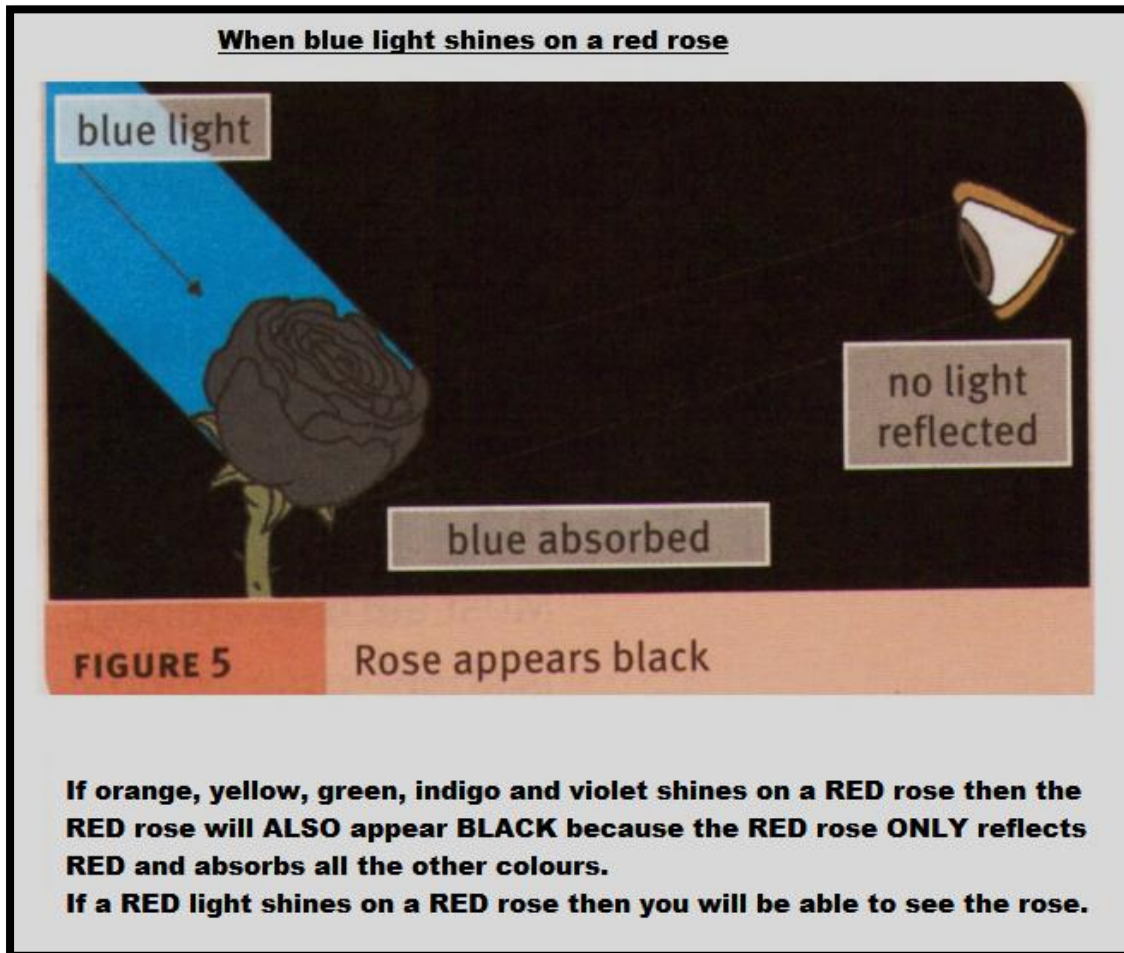 When blue light shines on a red rose
blue light
no light
reflected
blue absorbed
FIGURE 5
Rose appears black
If orange, yellow, green, indigo and violet shines on a RED rose then the
RED rose will ALSO appear BLACK because the RED rose ONLY reflects
RED and absorbs all the other colours.
If a RED light shines on a RED rose then you will be able to see the rose.